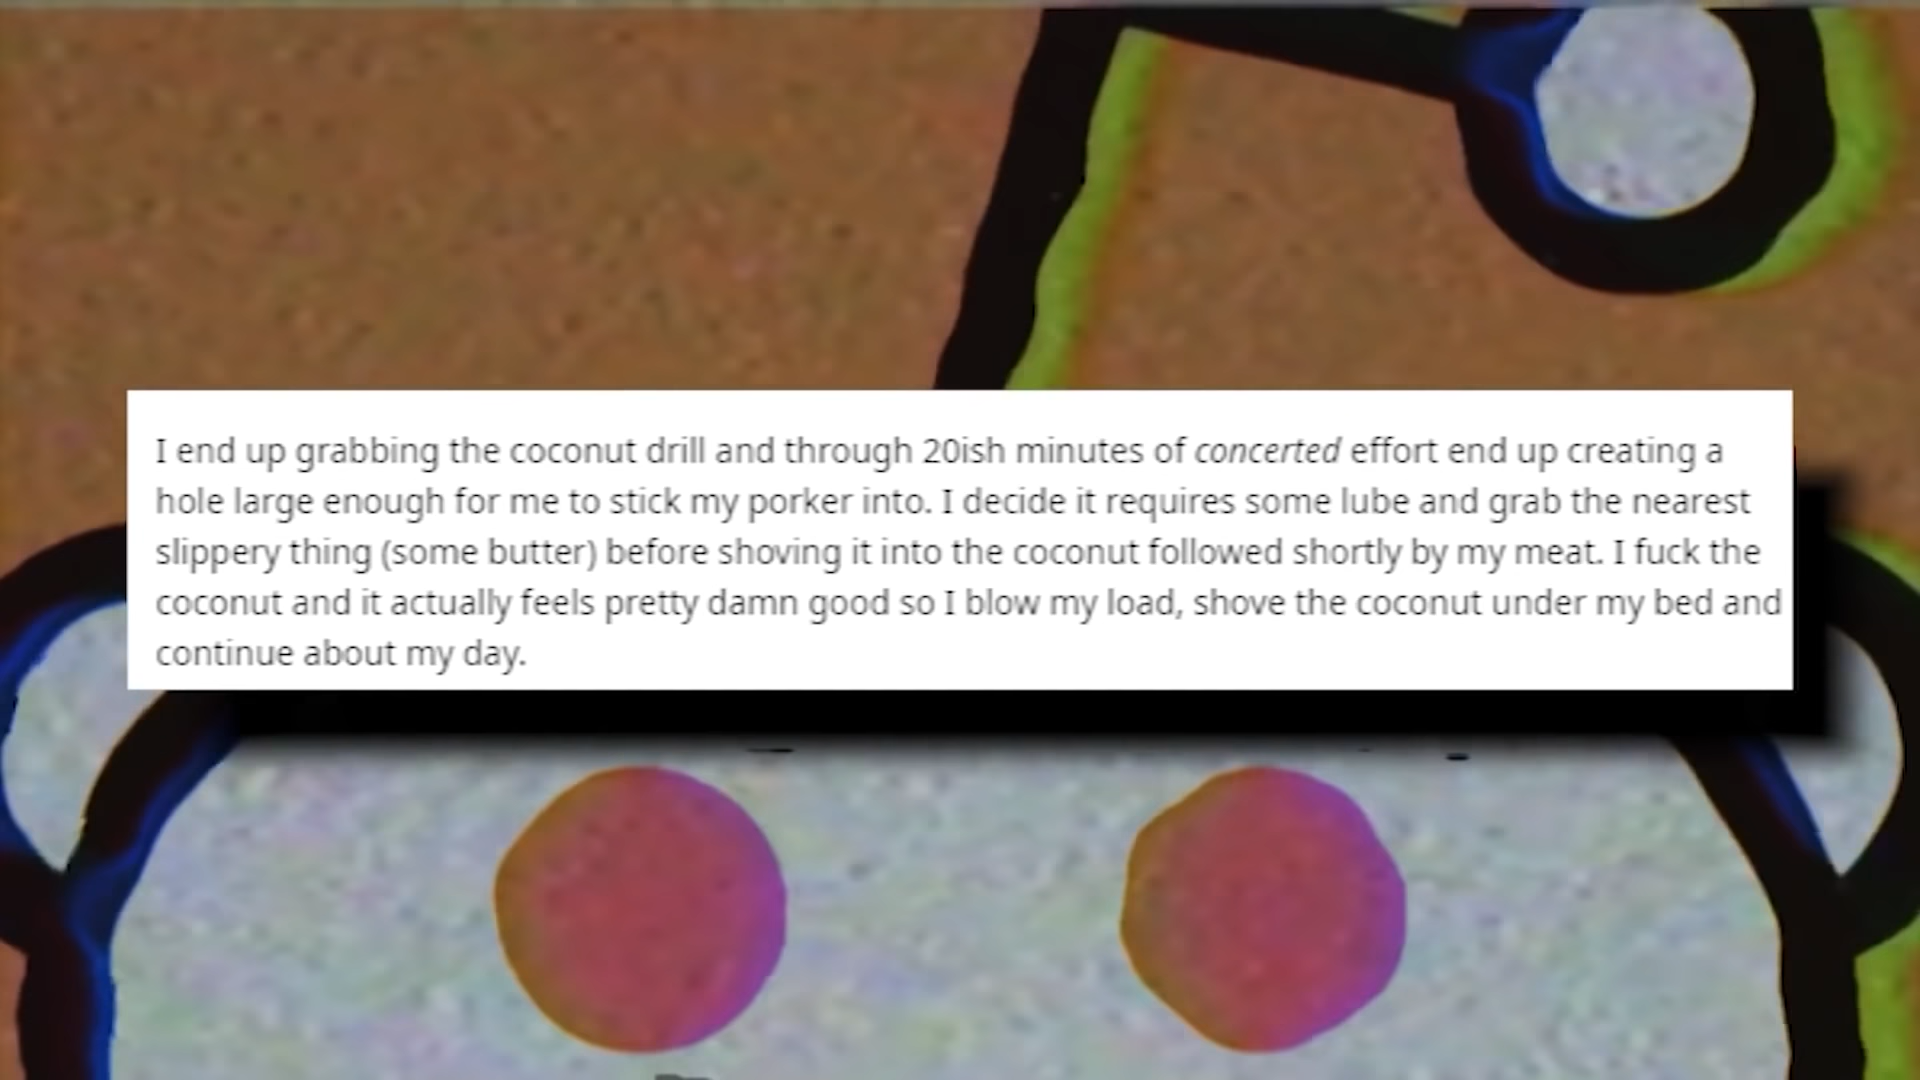 I end up grabbing the coconut drill and through 20ish minutes of concerted effort end up creating a
hole large enough for me to stick my porker into. I decide it requires some lube and grab the nearest
slippery thing (some butter) before shoving it into the coconut followed shortly by my meat. I fuck the
coconut and it actually feels pretty damn good so I blow my load, shove the coconut under my bed and
continue about my day.